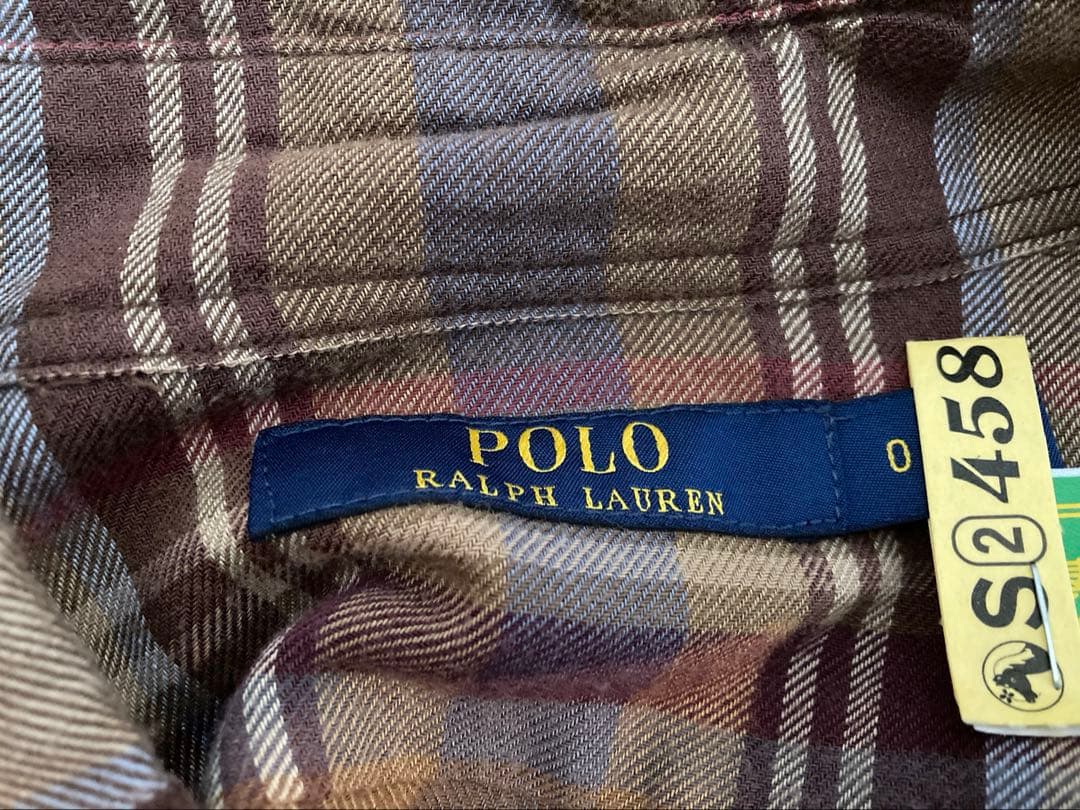 POLO
RALPH LAUREN
0
S 2 458